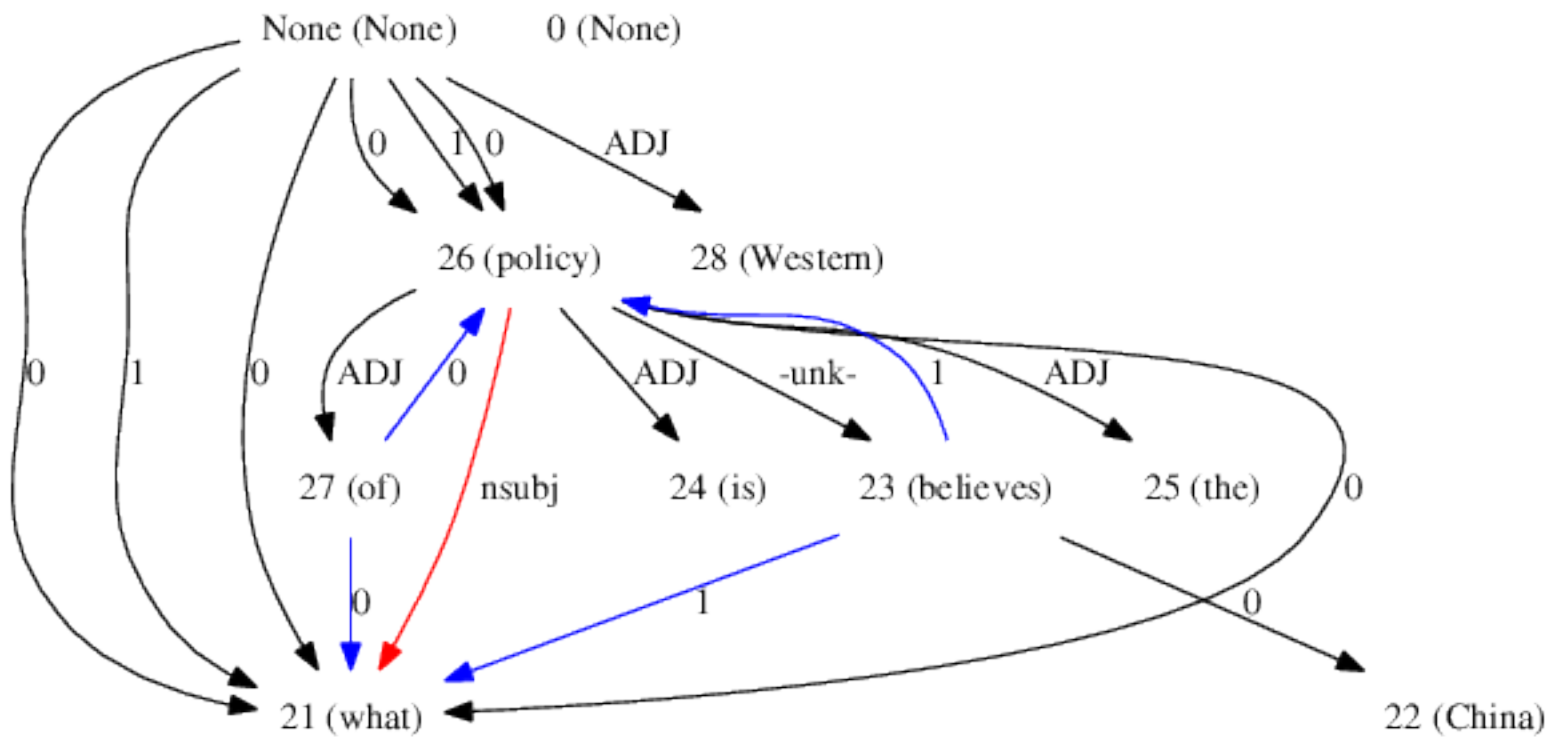 None (None) 0 (None)
0 1 0 ADJ
26 (policy) 28 (Western)
0 1 0 ADJ 0 ADJ -unk- 1 ADJ
27 (of) nsubj 24 (is) 23 (believes) 25 (the) 0
0 1 0
21 (what) 22 (China)